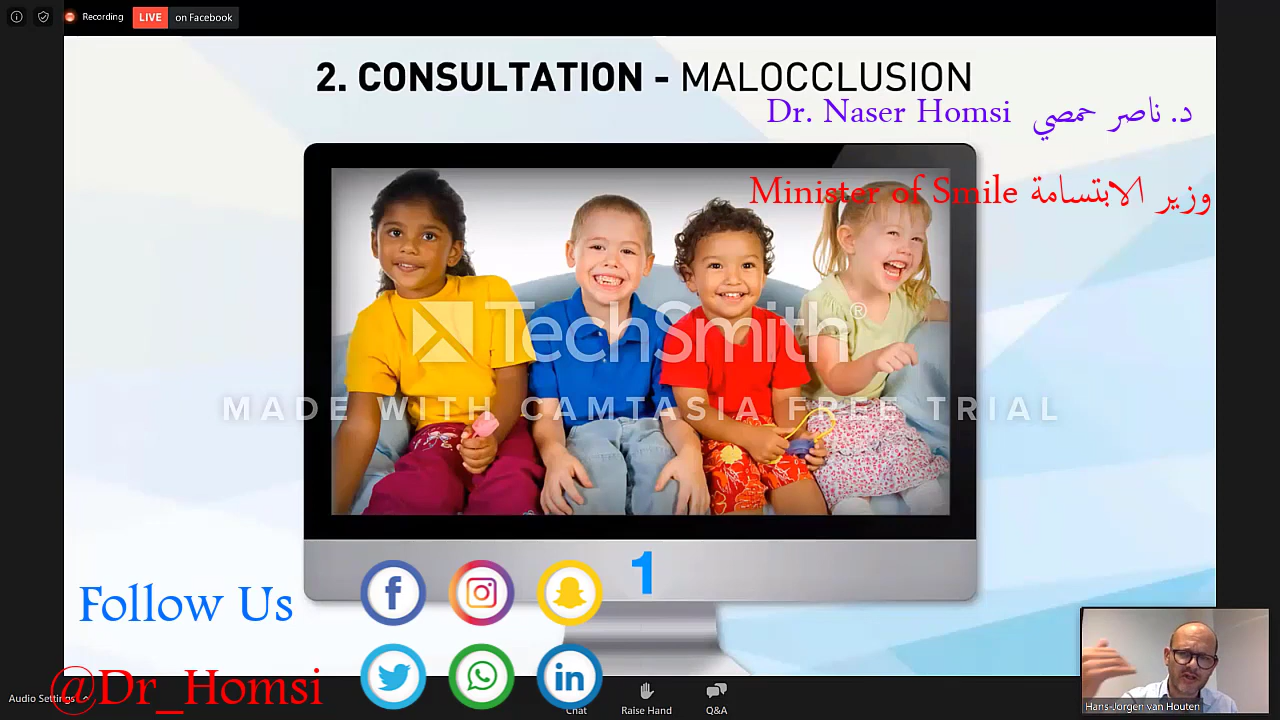 Recording
LIVE on Facebook
2. CONSULTATION - MALOCCLUSION
Dr. Naser Homsi د. ناصر حمصي
Minister of Smile وزير الابتسامة
TechSmith®
MADE WITH CAMTASIA FREE TRIAL
1
Follow Us
@Dr_Homsi
Audio Settings
Chat
Raise Hand
Q&A
Hans-Jørgen van Houten